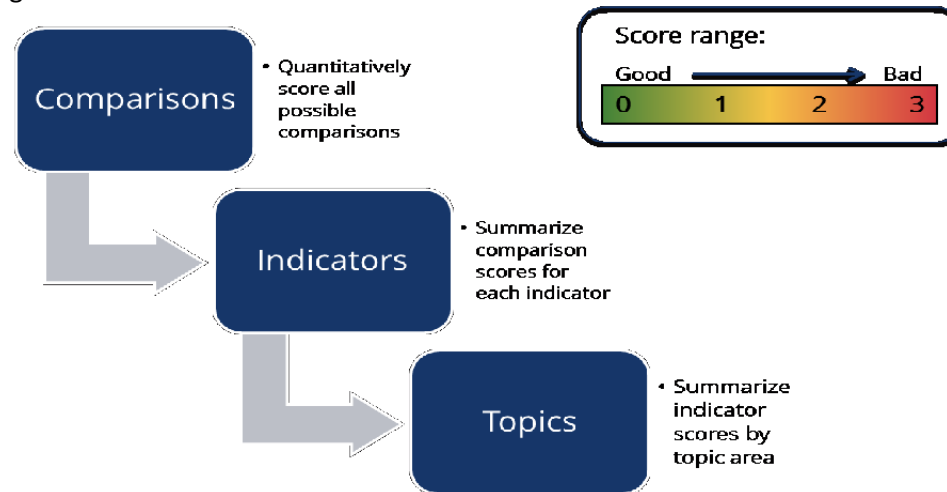 Comparisons
• Quantitatively
score all
possible
comparisons
Score range:
Good Bad
0 1 2 3
Indicators
• Summarize
comparison
scores for
each indicator
Topics
• Summarize
indicator
scores by
topic area